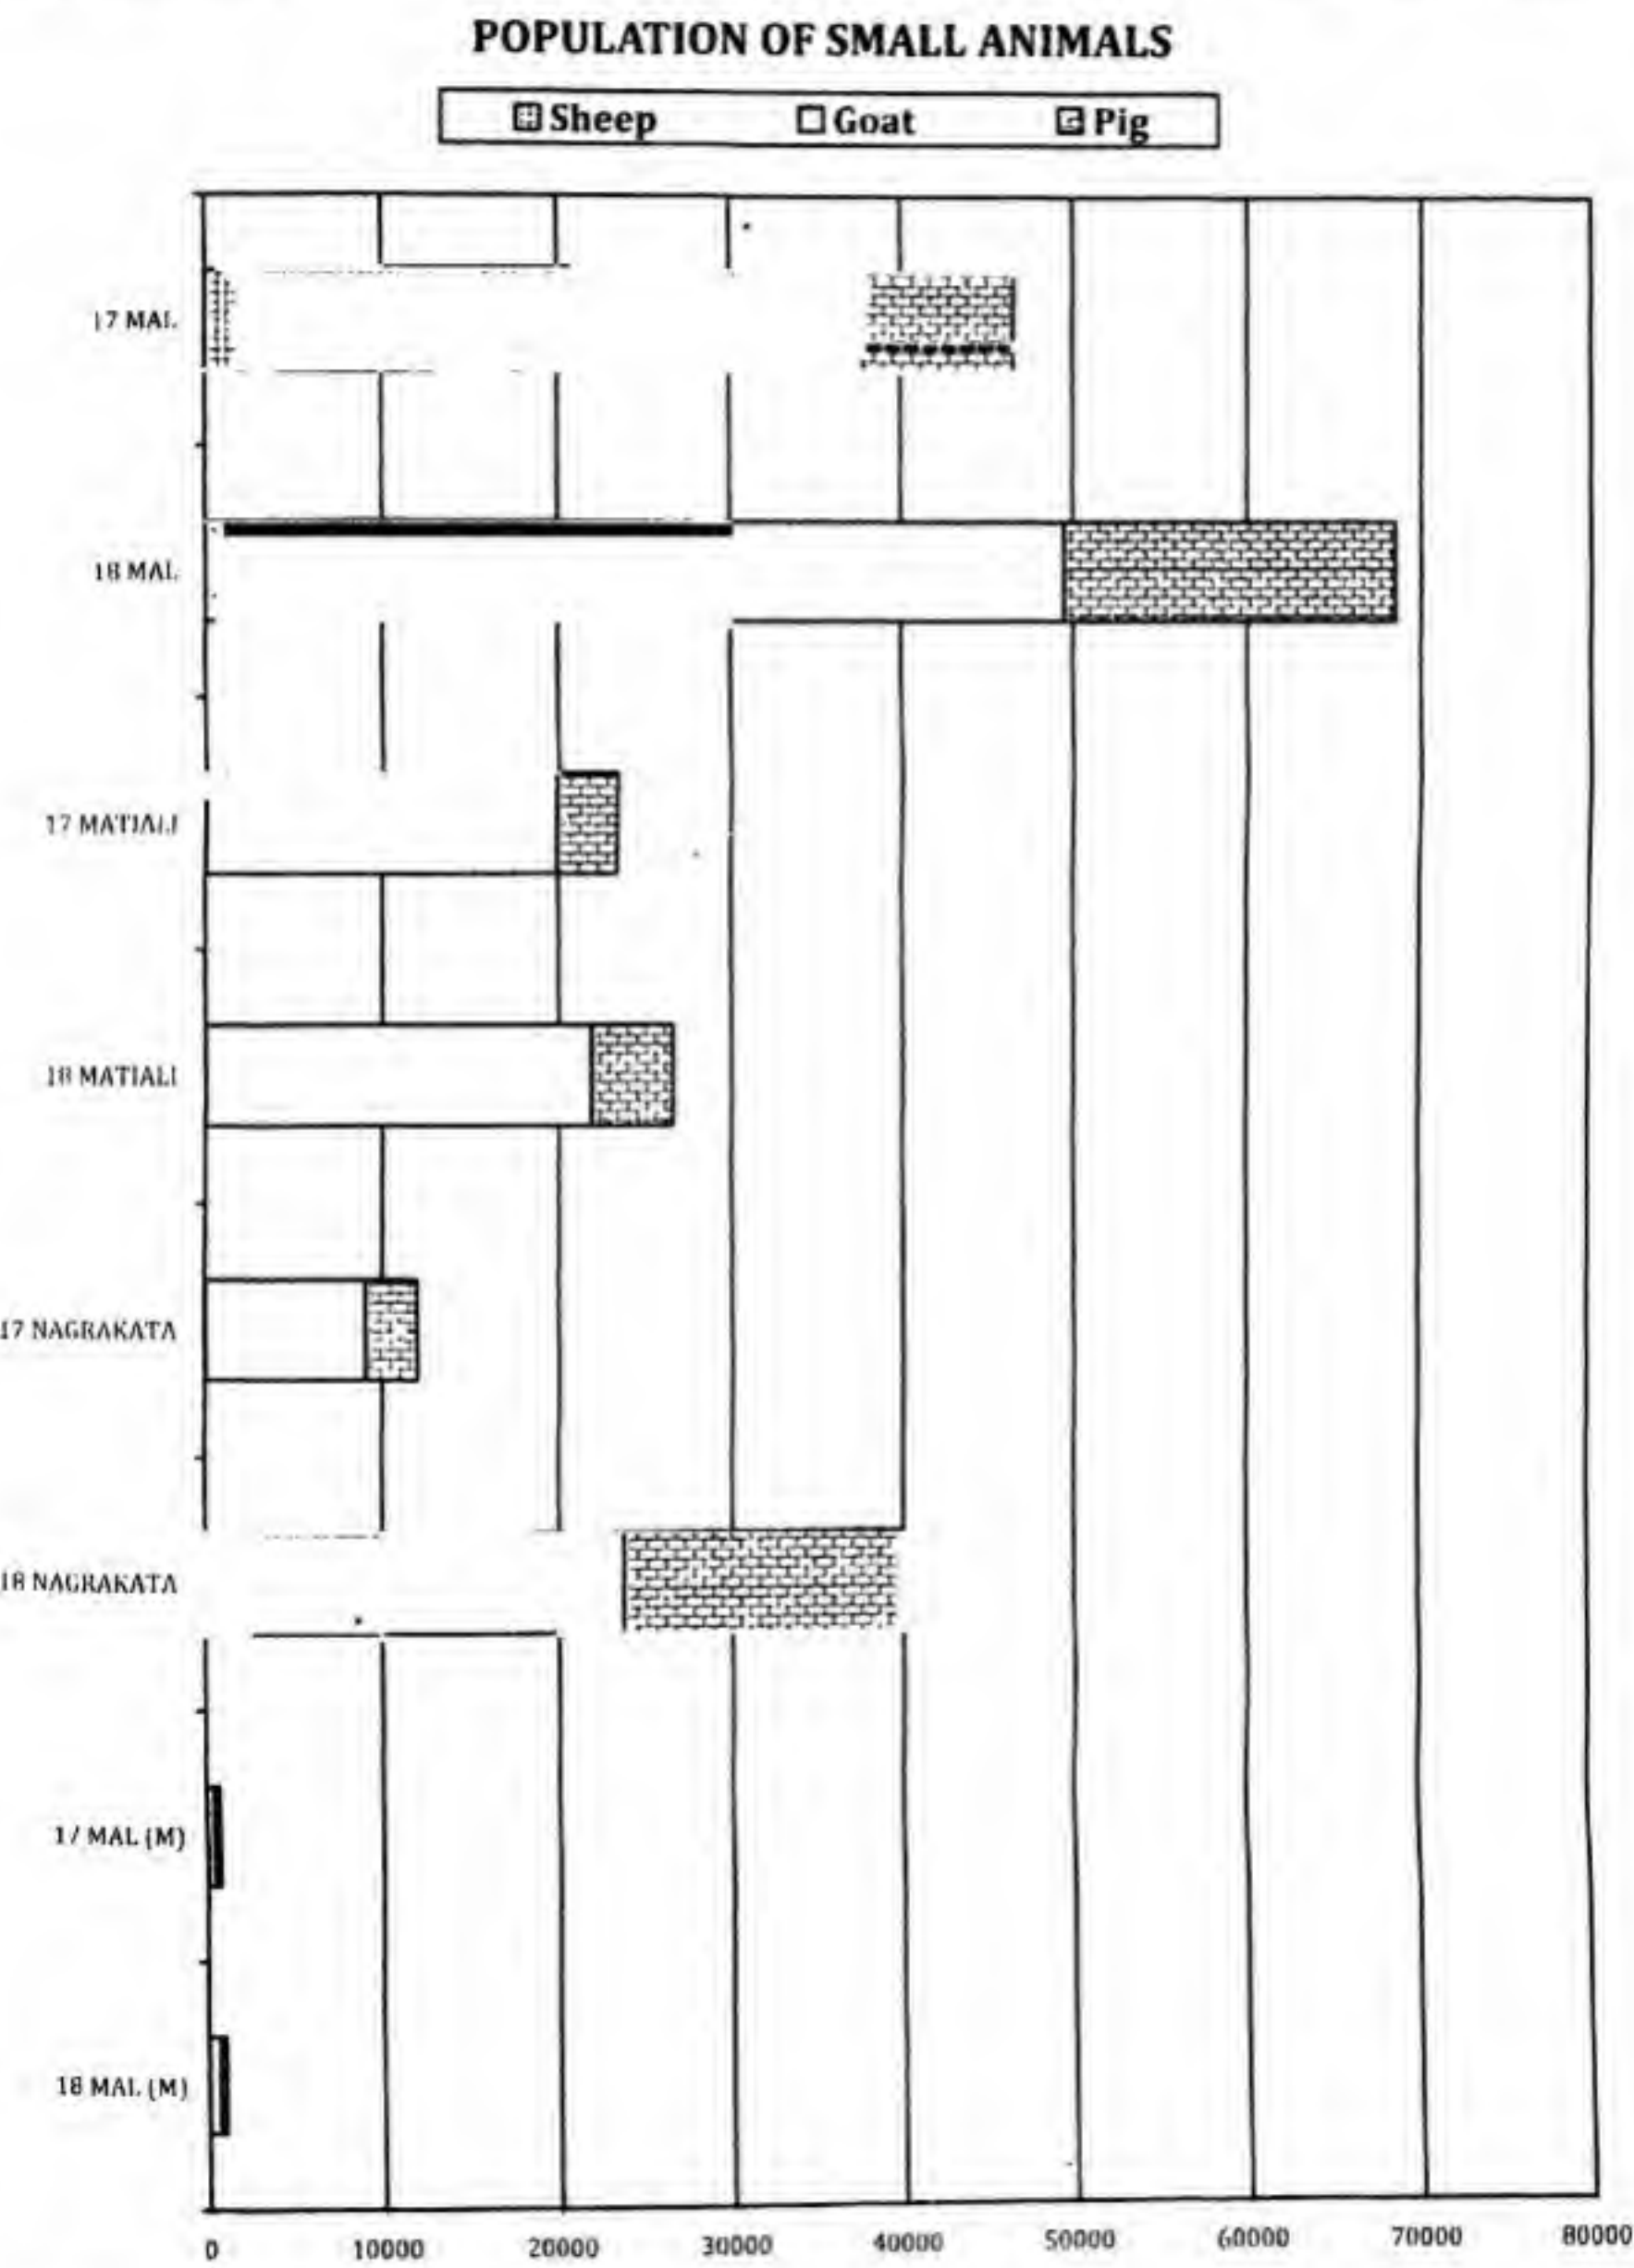 POPULATION OF SMALL ANIMALS
Sheep Goat Pig
17 MAL
18 MAL
17 MATIALI
18 MATIALI
17 NAGRAKATA
18 NAGRAKATA
17 MAL (M)
18 MAL (M)
0 10000 20000 30000 40000 50000 60000 70000 80000